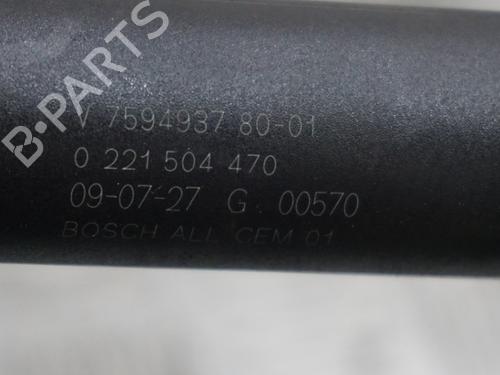 V 7594937 80-01
0 221 504 470
09-07-27 G 00570
BOSCH ALL CEM 01
B-PARTS